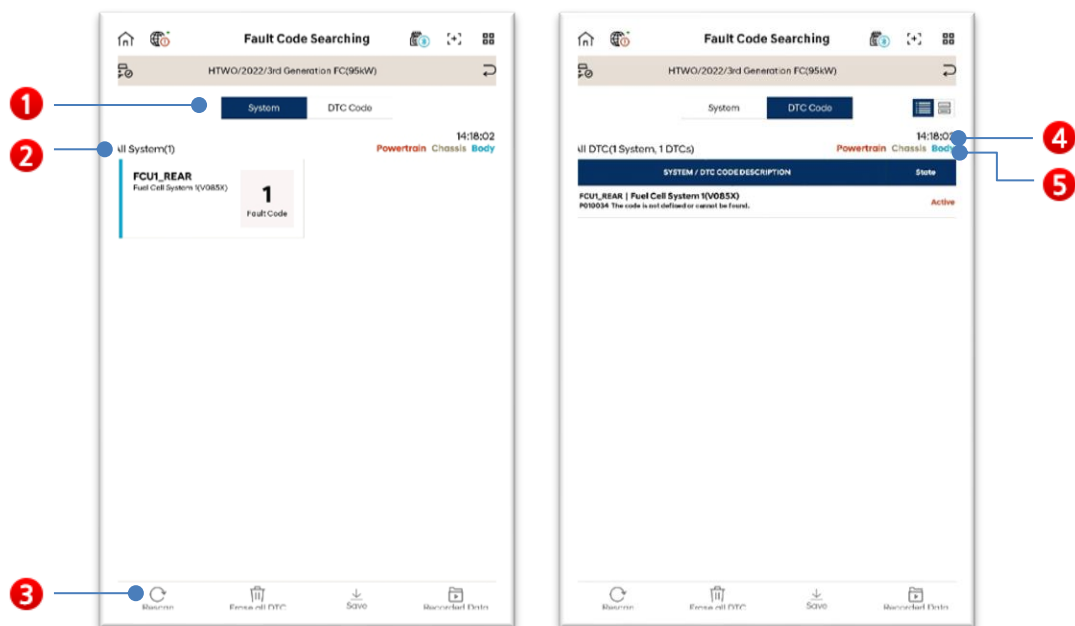 Fault Code Searching
HTWO/2022/3rd Generation FC(95kW)
1
System DTC Code
14:18:02
2
All System(1)
Powertrain Chassis Body
FCU1_REAR
Fuel Cell System 1(V085X)
1
Fault Code
3
Rescan Erase all DTC Save Recorded Data
Fault Code Searching
HTWO/2022/3rd Generation FC(95kW)
System DTC Code
14:18:02
4
All DTC(1 System, 1 DTCs)
Powertrain Chassis Body
5
SYSTEM / DTC CODE DESCRIPTION State
FCU1_REAR | Fuel Cell System 1(V085X)
P010034 The code is not defined or cannot be found.
Active
Rescan Erase all DTC Save Recorded Data